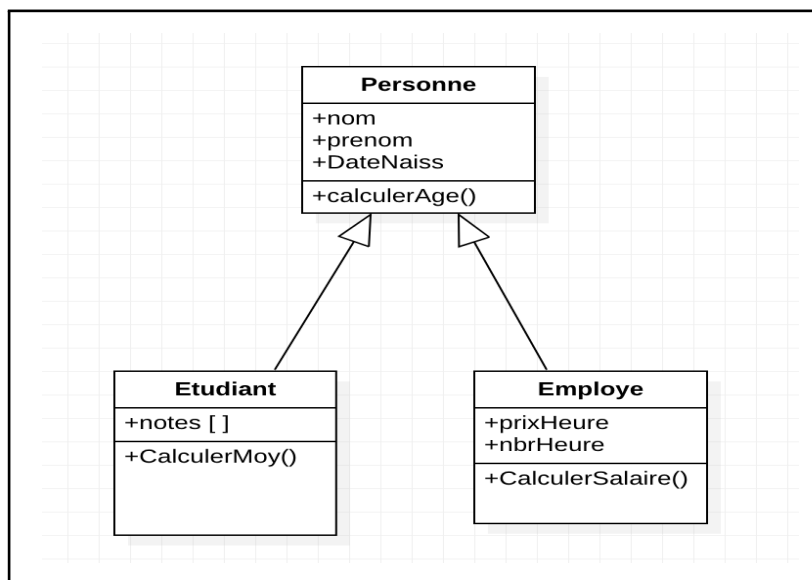 Personne
+nom
+prenom
+DateNaiss
+calculerAge()
Etudiant
+notes [ ]
+CalculerMoy()
Employe
+prixHeure
+nbrHeure
+CalculerSalaire()